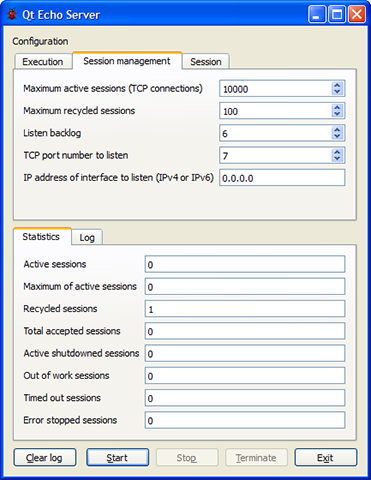 Qt Echo Server
Configuration
Execution Session management Session
Maximum active sessions (TCP connections) 10000
Maximum recycled sessions 100
Listen backlog 6
TCP port number to listen 7
IP address of interface to listen (IPv4 or IPv6) 0.0.0.0
Statistics Log
Active sessions 0
Maximum of active sessions 0
Recycled sessions 1
Total accepted sessions 0
Active shutdowned sessions 0
Out of work sessions 0
Timed out sessions 0
Error stopped sessions 0
Clear log Start Stop Terminate Exit